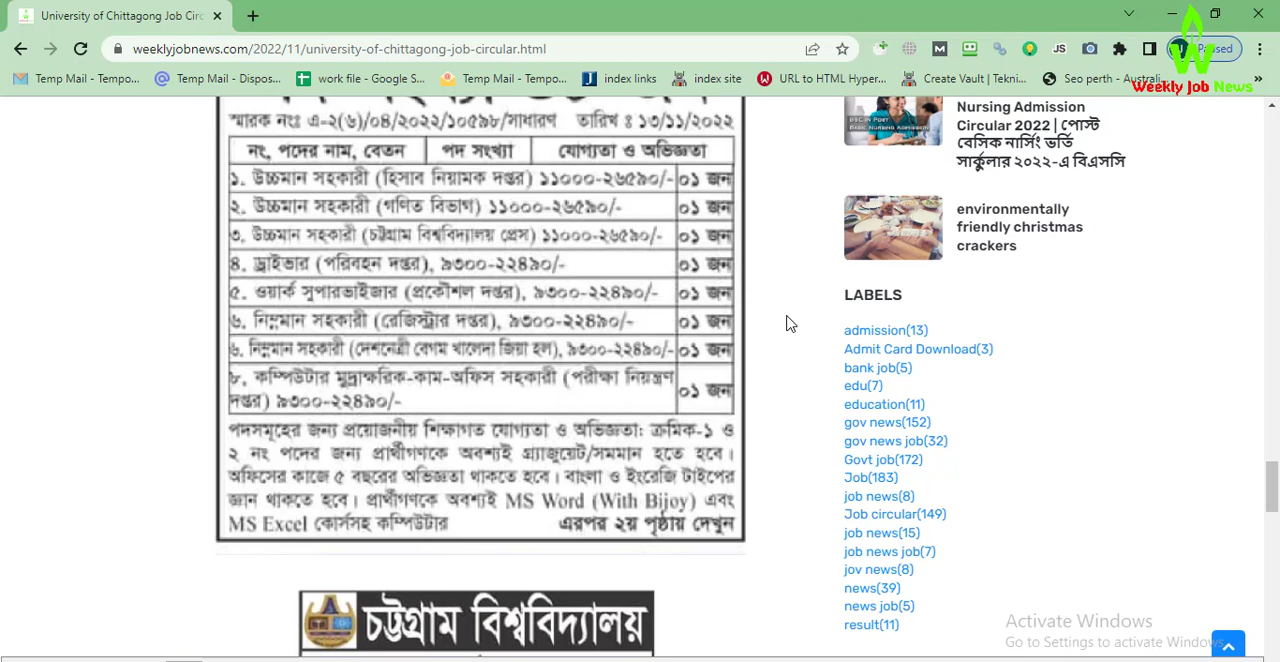 University of Chittagong Job Circ
weeklyjobnews.com/2022/11/university-of-chittagong-job-circular.html
JS
Paused
Temp Mail - Tempo...
Temp Mail - Dispos...
work file - Google S...
Temp Mail - Tempo...
index links
index site
URL to HTML Hyper...
Create Vault | Tekni...
Seo perth - Australi...
Weekly Job News
স্মারক নংঃ এ-২(৬)/০৪/২০২২/১০৫৯৮/সাধারণ তারিখ : ১৩/১১/২০২২
নং, পদের নাম, বেতন পদ সংখ্যা যোগ্যতা ও অভিজ্ঞতা
১. উচ্চমান সহকারী (হিসাব নিয়ামক দপ্তর) ১১০০০-২৬৫৯০/- ০১ জন
২. উচ্চমান সহকারী (গণিত বিভাগ) ১১০০০-২৬৫৯০/- ০১ জন
৩. উচ্চমান সহকারী (চট্টগ্রাম বিশ্ববিদ্যালয় প্রেস) ১১০০০-২৬৫৯০/- ০১ জন
৪. ড্রাইভার (পরিবহন দপ্তর), ৯৩০০-২২৪৯০/- ০১ জন
৫. ওয়ার্ক সুপারভাইজার (প্রকৌশল দপ্তর), ৯৩০০-২২৪৯০/- ০১ জন
৬. নিম্নমান সহকারী (রেজিস্ট্রার দপ্তর), ৯৩০০-২২৪৯০/- ০১ জন
৬. নিম্নমান সহকারী (দেশনেত্রী বেগম খালেদা জিয়া হল), ৯৩০০-২২৪৯০/- ০১ জন
৮. কম্পিউটার মুদ্রাক্ষরিক-কাম-অফিস সহকারী (পরীক্ষা নিয়ন্ত্রণ
দপ্তর) ৯৩০০-২২৪৯০/- ০১ জন
পদসমূহের জন্য প্রয়োজনীয় শিক্ষাগত যোগ্যতা ও অভিজ্ঞতা: ক্রমিক-১ ও
২ নং পদের জন্য প্রার্থীগণকে অবশ্যই গ্র্যাজুয়েট/সমমান হতে হবে।
অফিসের কাজে ৫ বছরের অভিজ্ঞতা থাকতে হবে। বাংলা ও ইংরেজি টাইপের
জ্ঞান থাকতে হবে। প্রার্থীগণকে অবশ্যই MS Word (With Bijoy) এবং
MS Excel কোর্সসহ কম্পিউটার এরপর ২য় পৃষ্ঠায় দেখুন
চট্টগ্রাম বিশ্ববিদ্যালয়
BSC IN POST
BASIC NURSING ADMISSION
Nursing Admission
Circular 2022 | পোস্ট
বেসিক নার্সিং ভর্তি
সার্কুলার ২০২২-এ বিএসসি
environmentally
friendly christmas
crackers
LABELS
admission(13)
Admit Card Download(3)
bank job(5)
edu(7)
education(11)
gov news(152)
gov news job(32)
Govt job(172)
Job(183)
job news(8)
Job circular(149)
job news(15)
job news job(7)
jov news(8)
news(39)
news job(5)
result(11)
Activate Windows
Go to Settings to activate Windows.